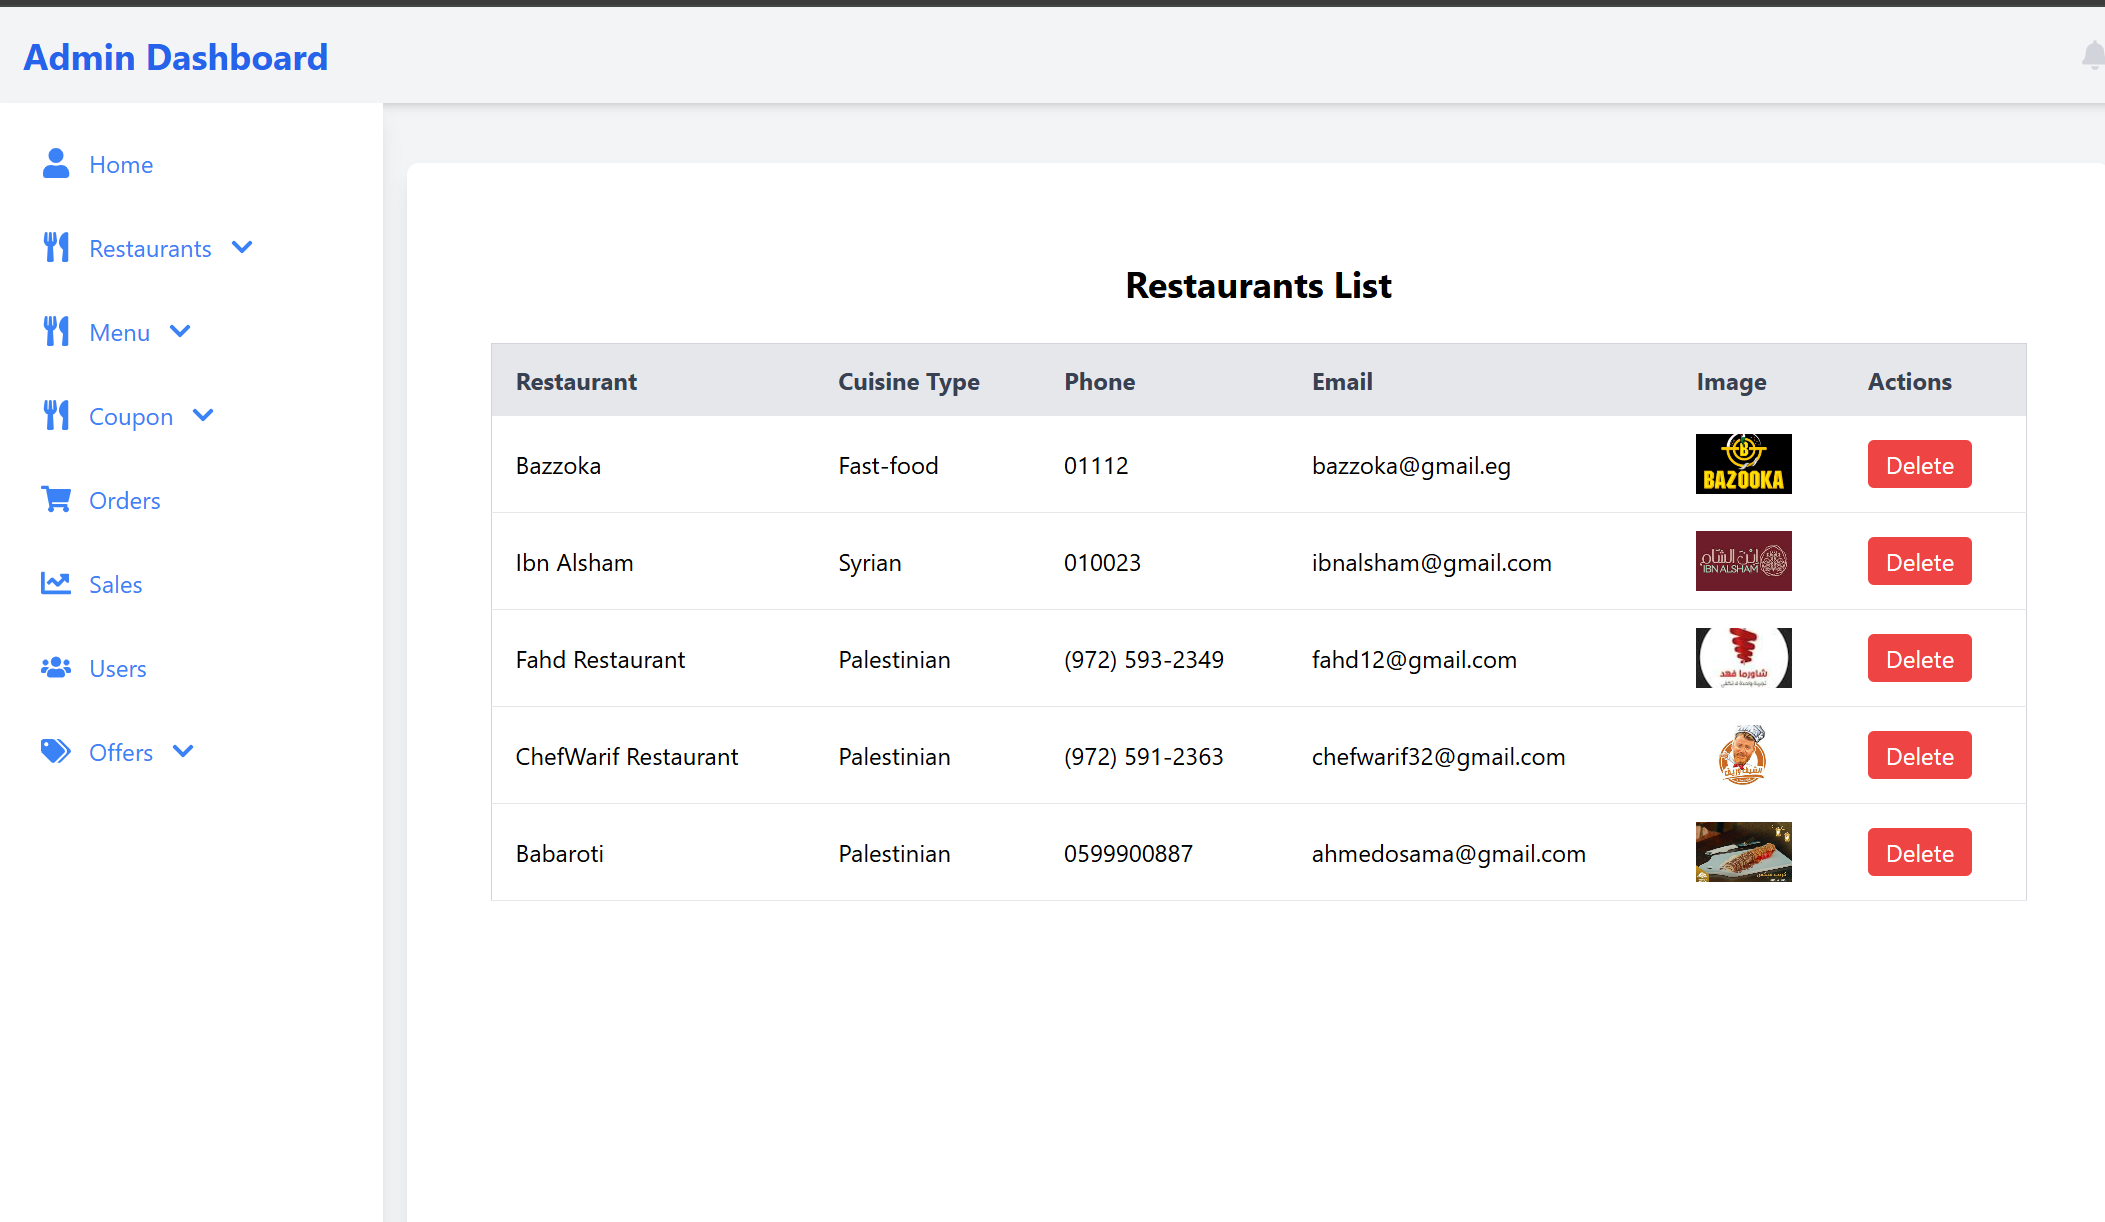 Admin Dashboard
Home
Restaurants
Menu
Coupon
Orders
Sales
Users
Offers
Restaurants List
Restaurant Cuisine Type Phone Email Image Actions
Bazzoka Fast-food 01112 bazzoka@gmail.eg BAZOOKA Delete
Ibn Alsham Syrian 010023 ibnalsham@gmail.com Delete
إبن الشام
IBN ALSHAM
Fahd Restaurant Palestinian (972) 593-2349 fahd12@gmail.com Delete
شاورما فهد
ChefWarif Restaurant Palestinian (972) 591-2363 chefwarif32@gmail.com Delete
Babaroti Palestinian 0599900887 ahmedosama@gmail.com Delete